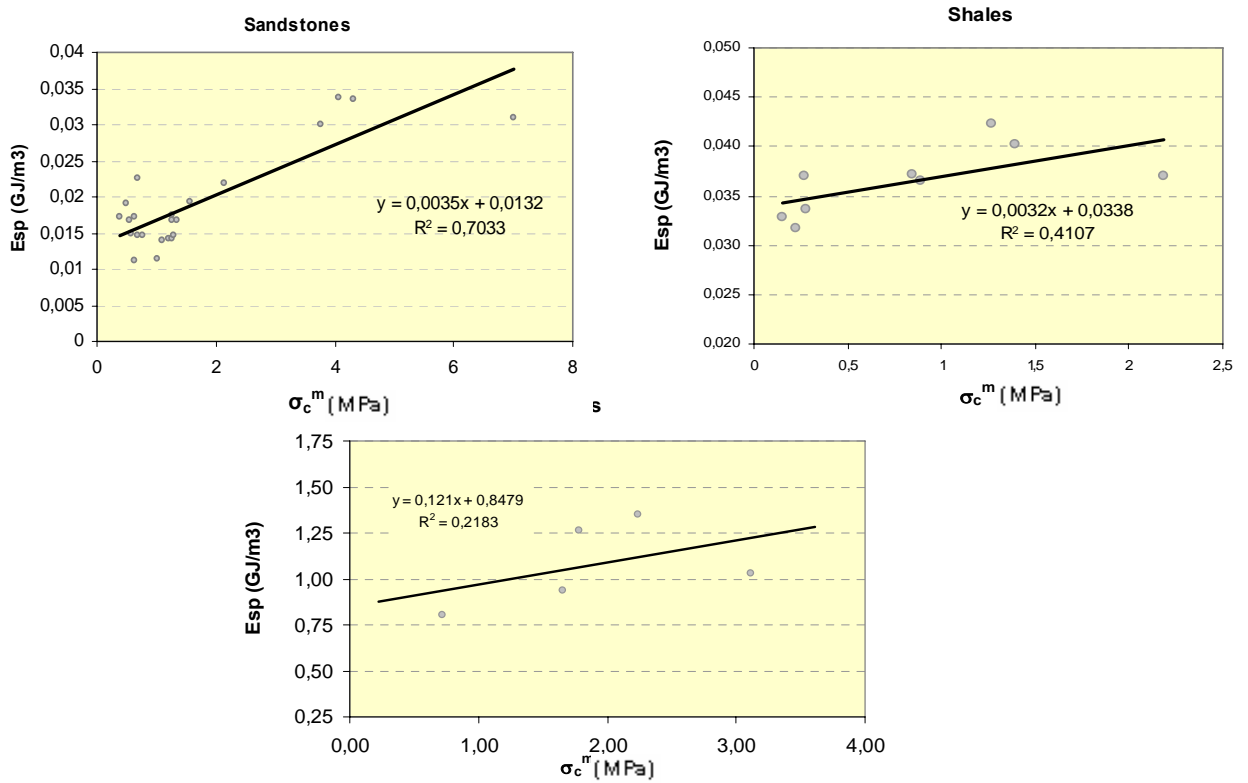 Sandstones
0,04
0,035
0,03
0,025
0,02
0,015
0,01
0,005
0
Esp (GJ/m3)
y = 0,0035x + 0,0132
R² = 0,7033
0 2 4 6 8
σcᵐ (MPa)
Shales
0,050
0,045
0,040
0,035
0,030
0,025
0,020
Esp (GJ/m3)
y = 0,0032x + 0,0338
R² = 0,4107
0 0,5 1 1,5 2 2,5
σcᵐ (MPa)
s
1,75
1,50
1,25
1,00
0,75
0,50
0,25
Esp (GJ/m3)
y = 0,121x + 0,8479
R² = 0,2183
0,00 1,00 2,00 3,00 4,00
(MPa)